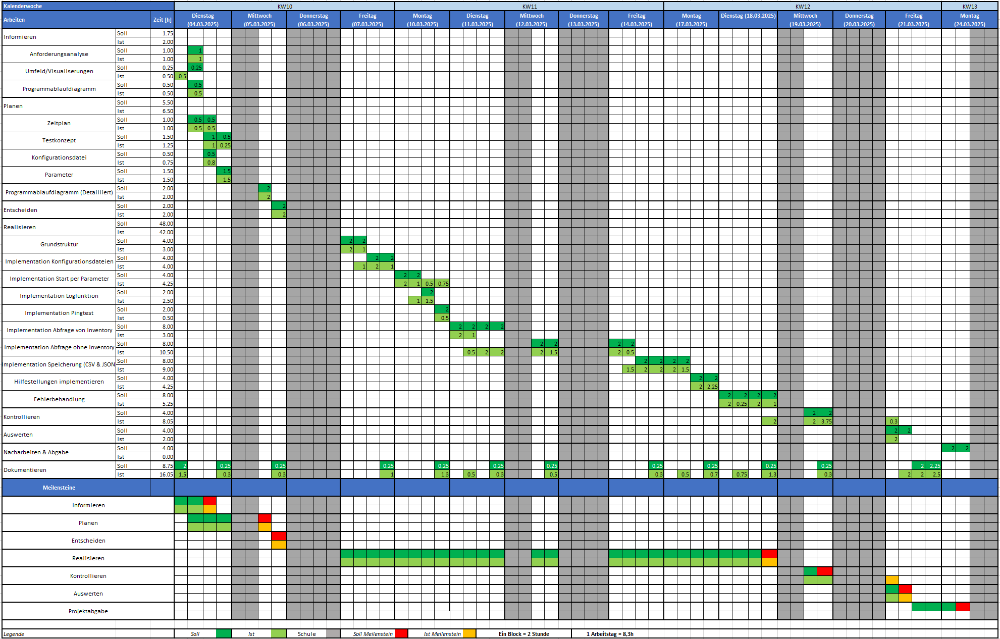 Kalenderwoche KW10 KW11 KW12 KW13
Arbeiten Zeit [h] Dienstag (04.03.2025) Mittwoch (05.03.2025) Donnerstag (06.03.2025) Freitag (07.03.2025) Montag (10.03.2025) Dienstag (11.03.2025) Mittwoch (12.03.2025) Donnerstag (13.03.2025) Freitag (14.03.2025) Montag (17.03.2025) Dienstag (18.03.2025) Mittwoch (19.03.2025) Donnerstag (20.03.2025) Freitag (21.03.2025) Montag (24.03.2025)
Informieren Soll 1.75
Ist 2.00
Anforderungsanalyse Soll 1.00 1
Ist 1.00 1
Umfeld/Visualiserungen Soll 0.25 0.25
Ist 0.50 0.5
Programmablaufdiagramm Soll 0.50 0.5
Ist 0.50 0.5
Planen Soll 5.50
Ist 6.50
Zeitplan Soll 1.00 0.5 0.5
Ist 1.00 0.5 0.5
Testkonzept Soll 1.50 1 0.5
Ist 1.25 1 0.25
Konfigurationsdatei Soll 0.50 0.5
Ist 0.75 0.8
Parameter Soll 1.50 1.5
Ist 1.50 1.5
Programmablaufdiagramm (Detailliert) Soll 2.00 2
Ist 2.00 2
Entscheiden Soll 2.00 2
Ist 2.00 2
Realisieren Soll 48.00
Ist 42.00
Grundstruktur Soll 4.00 2 2
Ist 3.00 2 1
Implementation Konfigurationsdateien Soll 4.00 2 2
Ist 4.00 1 2 1
Implementation Start per Parameter Soll 4.00 2 2
Ist 4.25 2 1 0.5 0.75
Implementation Logfunktion Soll 2.00 2
Ist 2.50 1 1.5
Implementation Pingtest Soll 2.00 2
Ist 0.50 0.5
Implementation Abfrage von Inventory Soll 8.00 2 2 2 2
Ist 3.00 2 1
Implementation Abfrage ohne Inventory Soll 8.00 2 2 2 2
Ist 10.50 0.5 2 2 2 1.5 2 0.5
Implementation Speicherung (CSV & JSON Soll 8.00 2 2 2 2
Ist 9.00 1.5 2 2 2 1.5
Hilfestellungen implementieren Soll 4.00 2 2
Ist 4.25 2 2.25
Fehlerbehandlung Soll 8.00 2 2 2 2
Ist 5.25 2 0.25 2 1
Kontrollieren Soll 4.00 2 2
Ist 8.05 2 2 3.75 0.3
Auswerten Soll 4.00 2 2
Ist 2.00 2
Nacharbeiten & Abgabe Soll 4.00 2 2
Ist 0.00
Dokumentieren Soll 8.75 2 0.25 0.25 0.25 0.25 0.25 0.25 0.25 0.25 0.25 0.25 2 2.25
Ist 16.05 1.5 0.3 0.3 1 1.3 0.5 0.3 0.5 0.3 0.5 0.7 0.75 1.3 0.3 2 2 2.5
Meilensteine
Informieren
Planen
Entscheiden
Realisieren
Kontrollieren
Auswerten
Projektabgabe
Legende Soll Ist Schule Soll Meilenstein Ist Meilenstein Ein Block = 2 Stunde 1 Arbeitstag = 8,3h